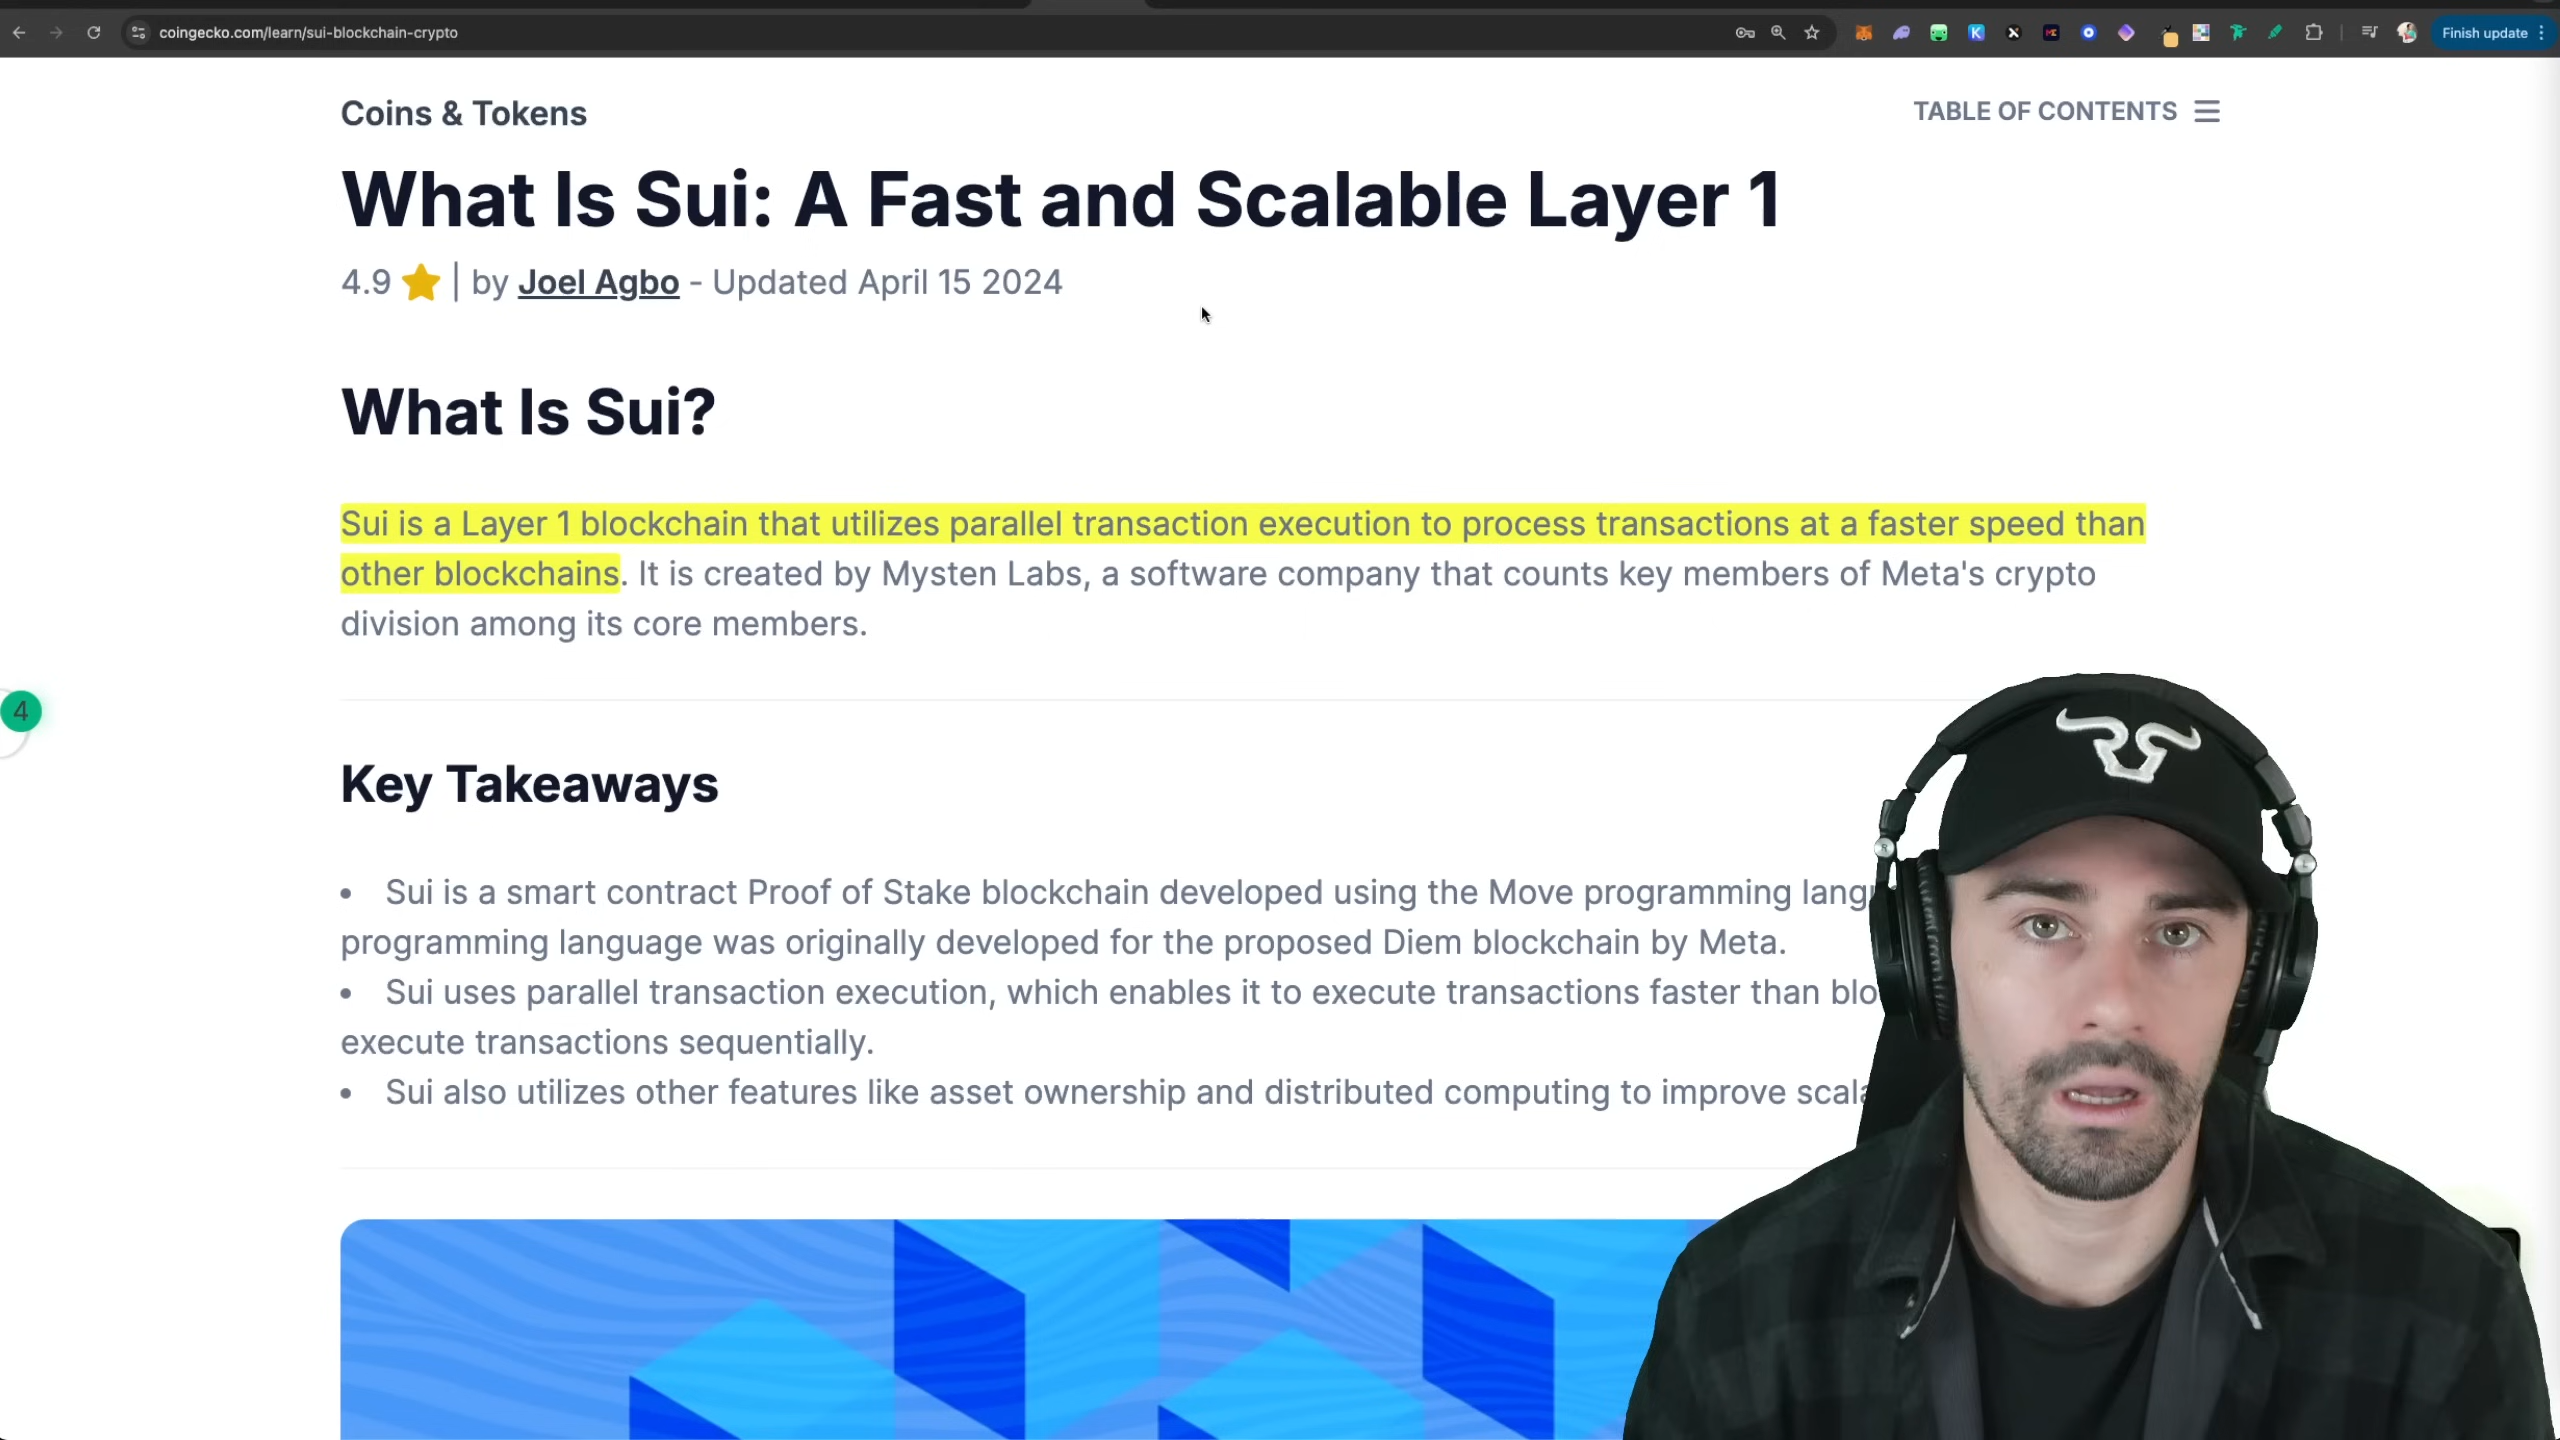 coingecko.com/learn/sui-blockchain-crypto
Finish update
Coins & Tokens
TABLE OF CONTENTS
What Is Sui: A Fast and Scalable Layer 1
4.9 | by Joel Agbo - Updated April 15 2024
What Is Sui?
Sui is a Layer 1 blockchain that utilizes parallel transaction execution to process transactions at a faster speed than
other blockchains. It is created by Mysten Labs, a software company that counts key members of Meta's crypto
division among its core members.
4
Key Takeaways
• Sui is a smart contract Proof of Stake blockchain developed using the Move programming
programming language was originally developed for the proposed Diem blockchain by Meta.
• Sui uses parallel transaction execution, which enables it to execute transactions faster than
execute transactions sequentially.
• Sui also utilizes other features like asset ownership and distributed computing to improve